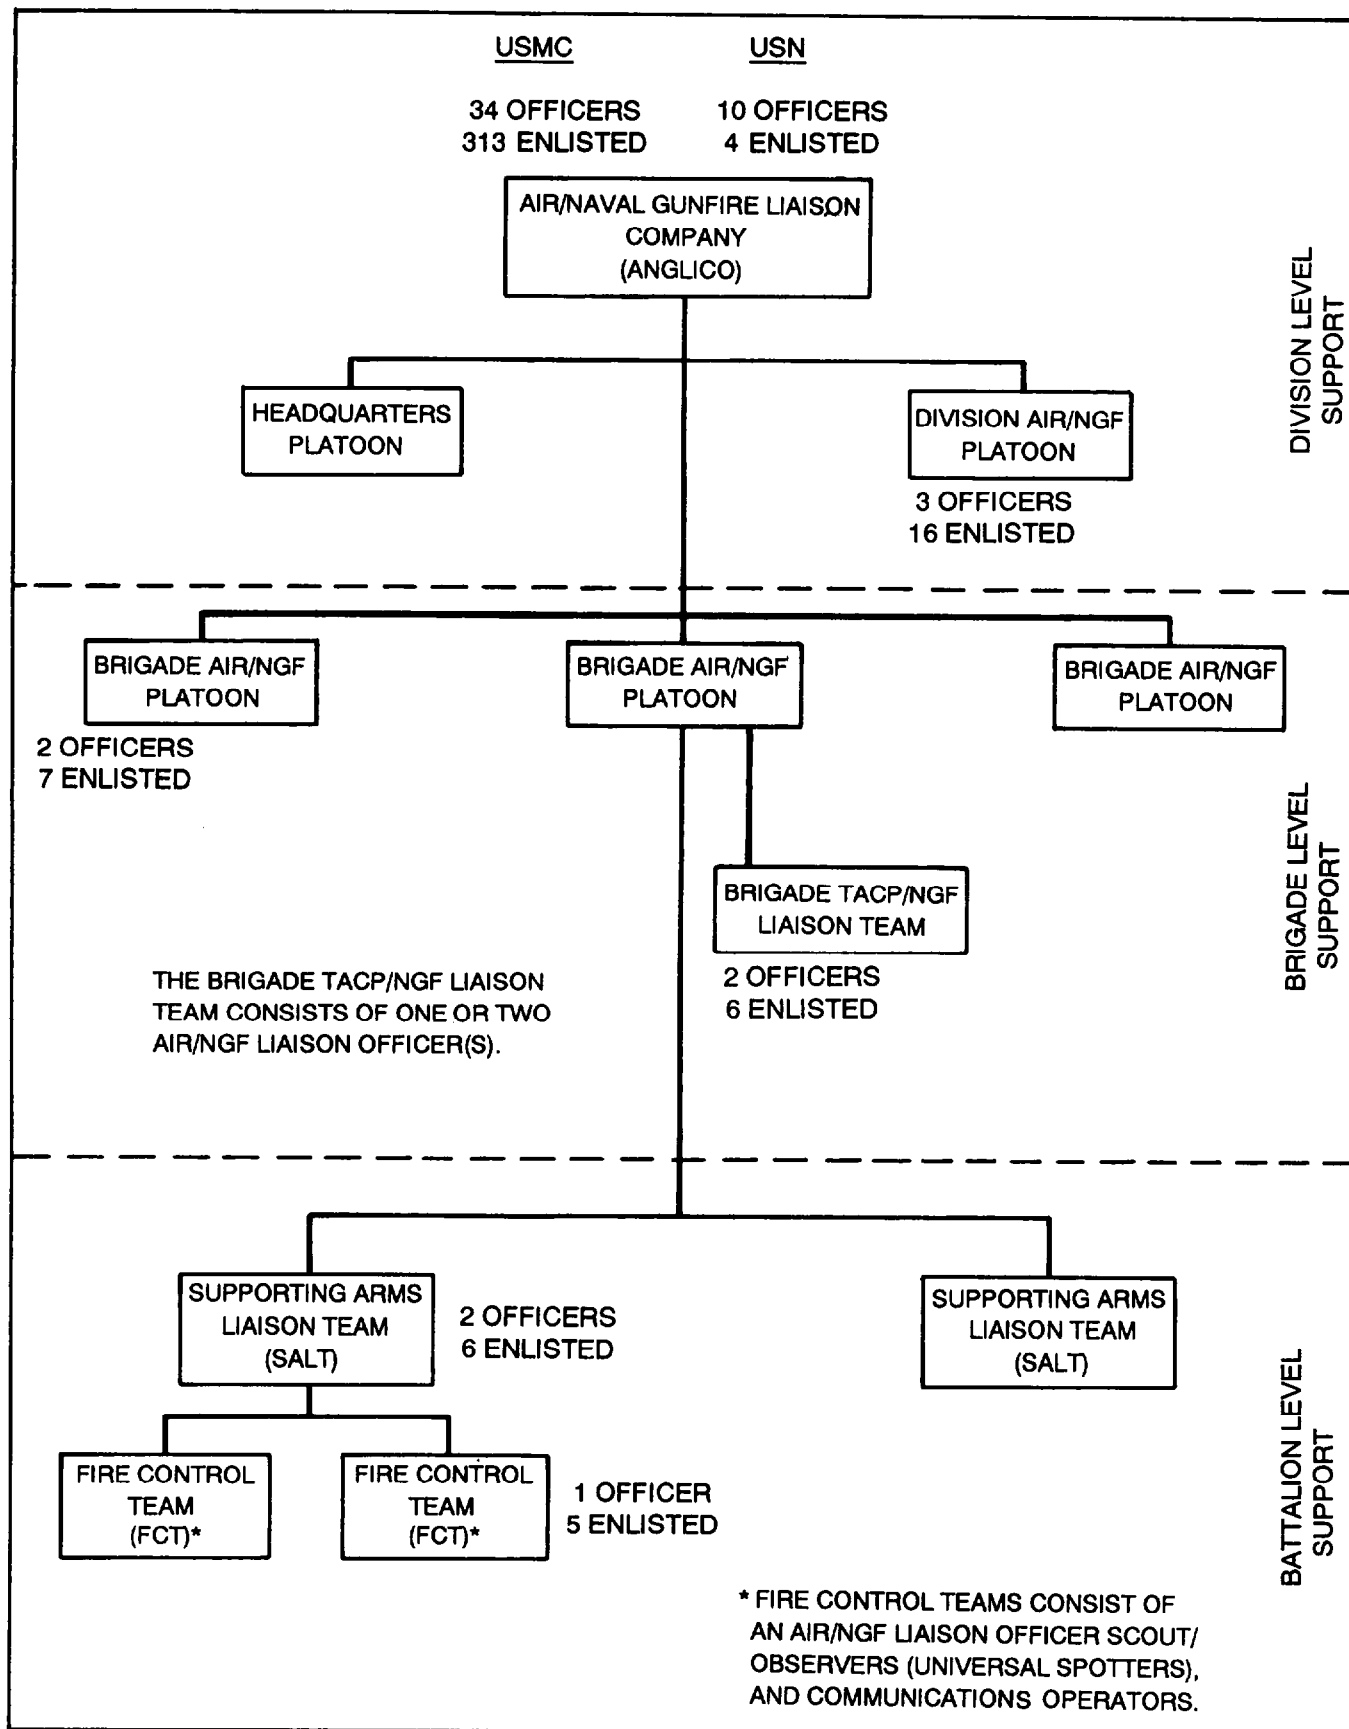 USMC
USN
34 OFFICERS
313 ENLISTED
10 OFFICERS
4 ENLISTED
AIR/NAVAL GUNFIRE LIAISON
COMPANY
(ANGLICO)
HEADQUARTERS
PLATOON
DIVISION AIR/NGF
PLATOON
3 OFFICERS
16 ENLISTED
DIVISION LEVEL
SUPPORT
BRIGADE AIR/NGF
PLATOON
2 OFFICERS
7 ENLISTED
BRIGADE AIR/NGF
PLATOON
BRIGADE AIR/NGF
PLATOON
BRIGADE TACP/NGF
LIAISON TEAM
2 OFFICERS
6 ENLISTED
THE BRIGADE TACP/NGF LIAISON
TEAM CONSISTS OF ONE OR TWO
AIR/NGF LIAISON OFFICER(S).
BRIGADE LEVEL
SUPPORT
SUPPORTING ARMS
LIAISON TEAM
(SALT)
2 OFFICERS
6 ENLISTED
SUPPORTING ARMS
LIAISON TEAM
(SALT)
FIRE CONTROL
TEAM
(FCT)*
FIRE CONTROL
TEAM
(FCT)*
1 OFFICER
5 ENLISTED
BATTALION LEVEL
SUPPORT
* FIRE CONTROL TEAMS CONSIST OF
AN AIR/NGF LIAISON OFFICER SCOUT/
OBSERVERS (UNIVERSAL SPOTTERS),
AND COMMUNICATIONS OPERATORS.